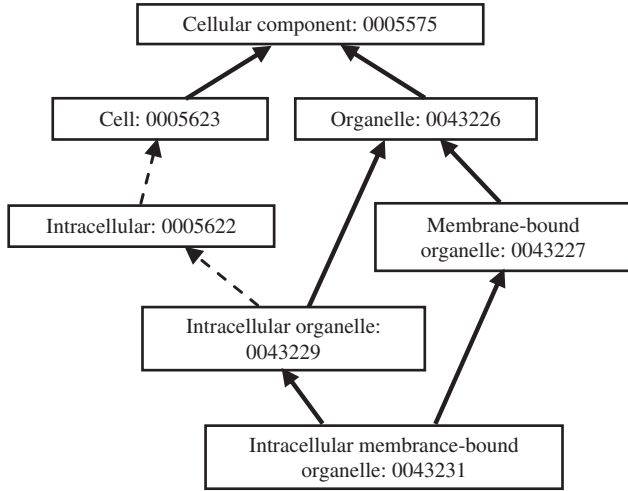 Cellular component: 0005575
Cell: 0005623
Organelle: 0043226
Intracellular: 0005622
Membrane-bound
organelle: 0043227
Intracellular organelle:
0043229
Intracellular membrance-bound
organelle: 0043231